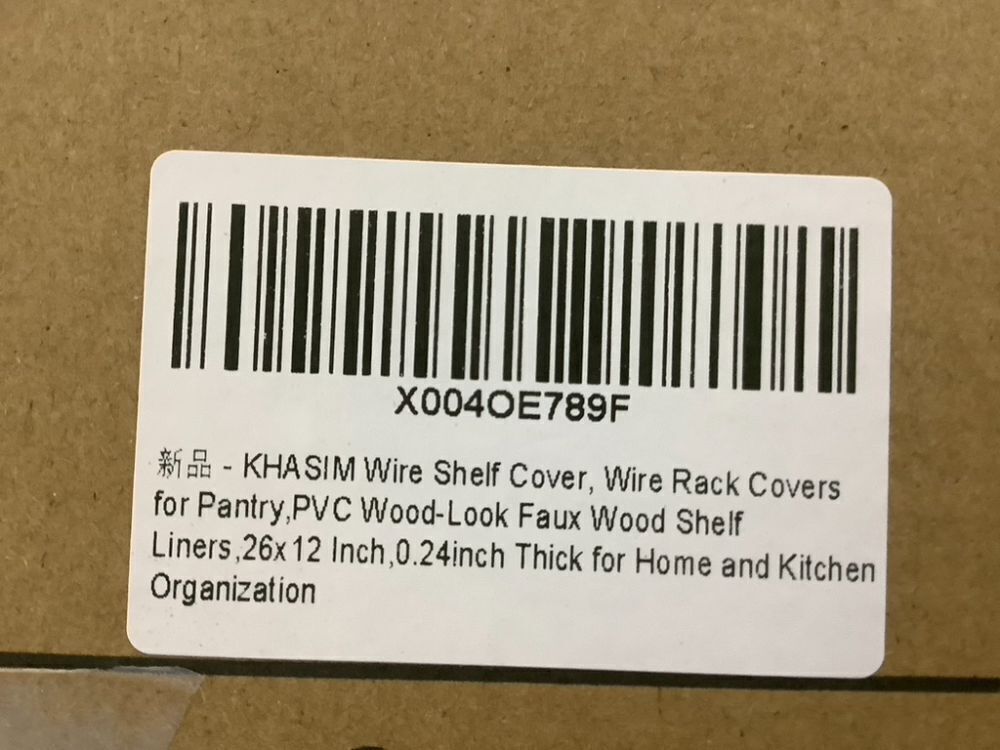 X004OE789F
新品 - KHASIM Wire Shelf Cover, Wire Rack Covers
for Pantry,PVC Wood-Look Faux Wood Shelf
Liners,26x12 Inch,0.24inch Thick for Home and Kitchen
Organization